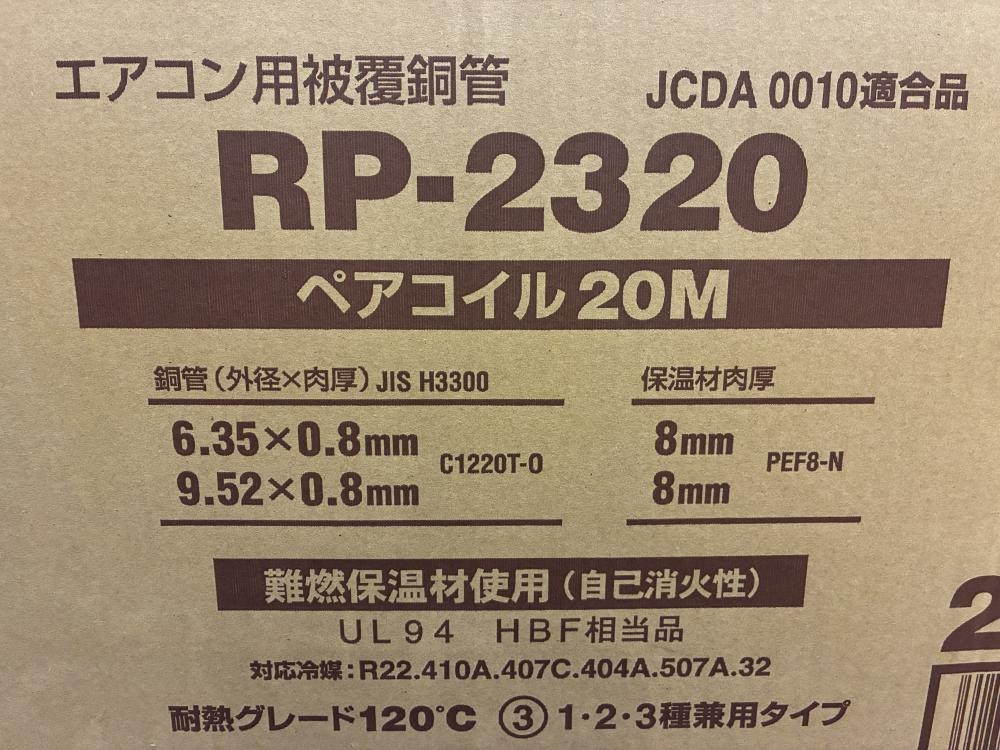 エアコン用被覆銅管
JCDA 0010適合品
RP-2320
ペアコイル 20M
銅管（外径×肉厚）JIS H3300
保温材肉厚
6.35×0.8mm
9.52×0.8mm
C1220T-O
8mm
8mm
PEF8-N
難燃保温材使用（自己消火性）
UL94 HBF相当品
対応冷媒：R22.410A.407C.404A.507A.32
耐熱グレード120℃ ③ 1・2・3種兼用タイプ
2